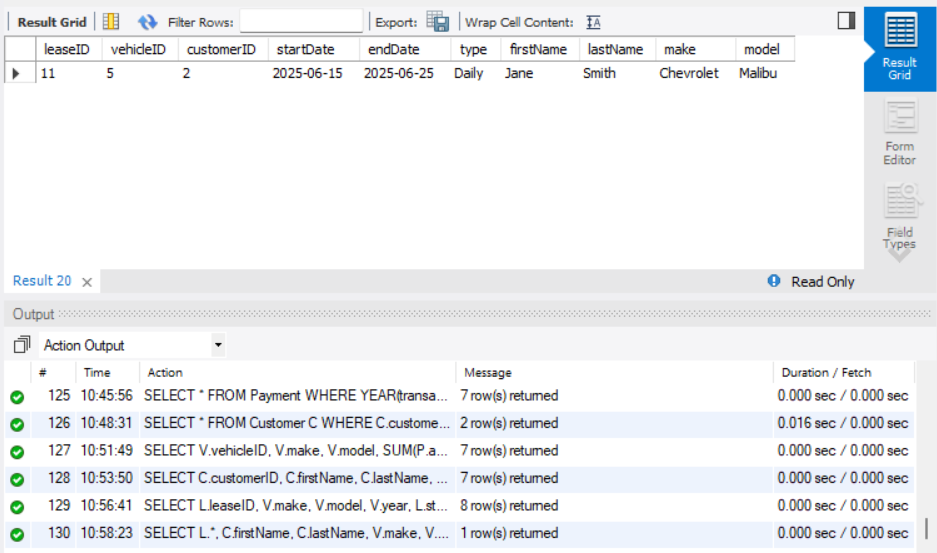 Result Grid Filter Rows: Export: Wrap Cell Content: IA
leaseID vehicleID customerID startDate endDate type firstName lastName make model
11 5 2 2025-06-15 2025-06-25 Daily Jane Smith Chevrolet Malibu
Result
Grid
Form
Editor
Field
Types
Result 20 × Read Only
Output
Action Output
# Time Action Message Duration / Fetch
125 10:45:56 SELECT * FROM Payment WHERE YEAR(transa... 7 row(s) returned 0.000 sec / 0.000 sec
126 10:48:31 SELECT * FROM Customer C WHERE C.custome... 2 row(s) returned 0.016 sec / 0.000 sec
127 10:51:49 SELECT V.vehicleID, V.make, V.model, SUM(P.a... 7 row(s) returned 0.000 sec / 0.000 sec
128 10:53:50 SELECT C.customerID, C.firstName, C.lastName, ... 7 row(s) returned 0.000 sec / 0.000 sec
129 10:56:41 SELECT L.leaseID, V.make, V.model, V.year, L.st... 8 row(s) returned 0.000 sec / 0.000 sec
130 10:58:23 SELECT L.*, C.firstName, C.lastName, V.make, V.... 1 row(s) returned 0.000 sec / 0.000 sec